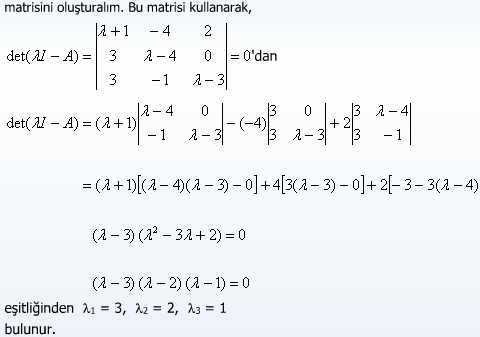 matrisini oluşturalım. Bu matrisi kullanarak,
det(λI − A) = |λ+1 −4 2; 3 λ−4 0; 3 −1 λ−3| = 0'dan
det(λI − A) = (λ+1)|λ−4 0; −1 λ−3| − (−4)|3 0; 3 λ−3| + 2|3 λ−4; 3 −1|
= (λ+1)[(λ−4)(λ−3)−0]+4[3(λ−3)−0]+2[−3−3(λ−4)
(λ−3)(λ²−3λ+2)=0
(λ−3)(λ−2)(λ−1)=0
eşitliğinden λ₁ = 3, λ₂ = 2, λ₃ = 1
bulunur.